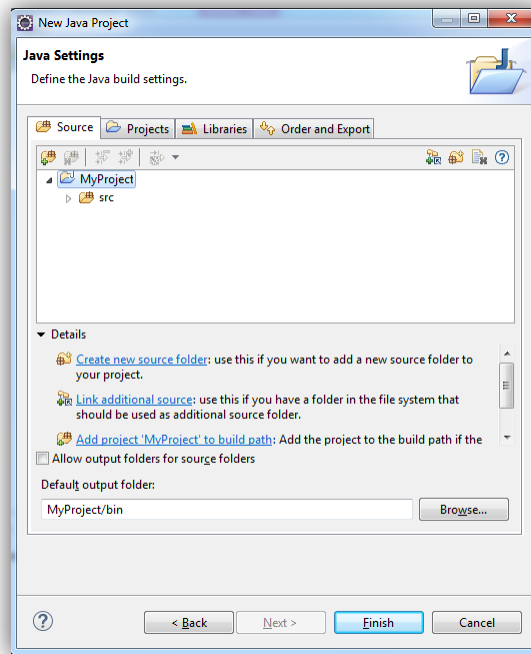 New Java Project
Java Settings
Define the Java build settings.
Source Projects Libraries Order and Export
MyProject
src
Details
Create new source folder: use this if you want to add a new source folder to
your project.
Link additional source: use this if you have a folder in the file system that
should be used as additional source folder.
Add project 'MyProject' to build path: Add the project to the build path if the
Allow output folders for source folders
Default output folder:
MyProject/bin
Browse...
< Back Next > Finish Cancel